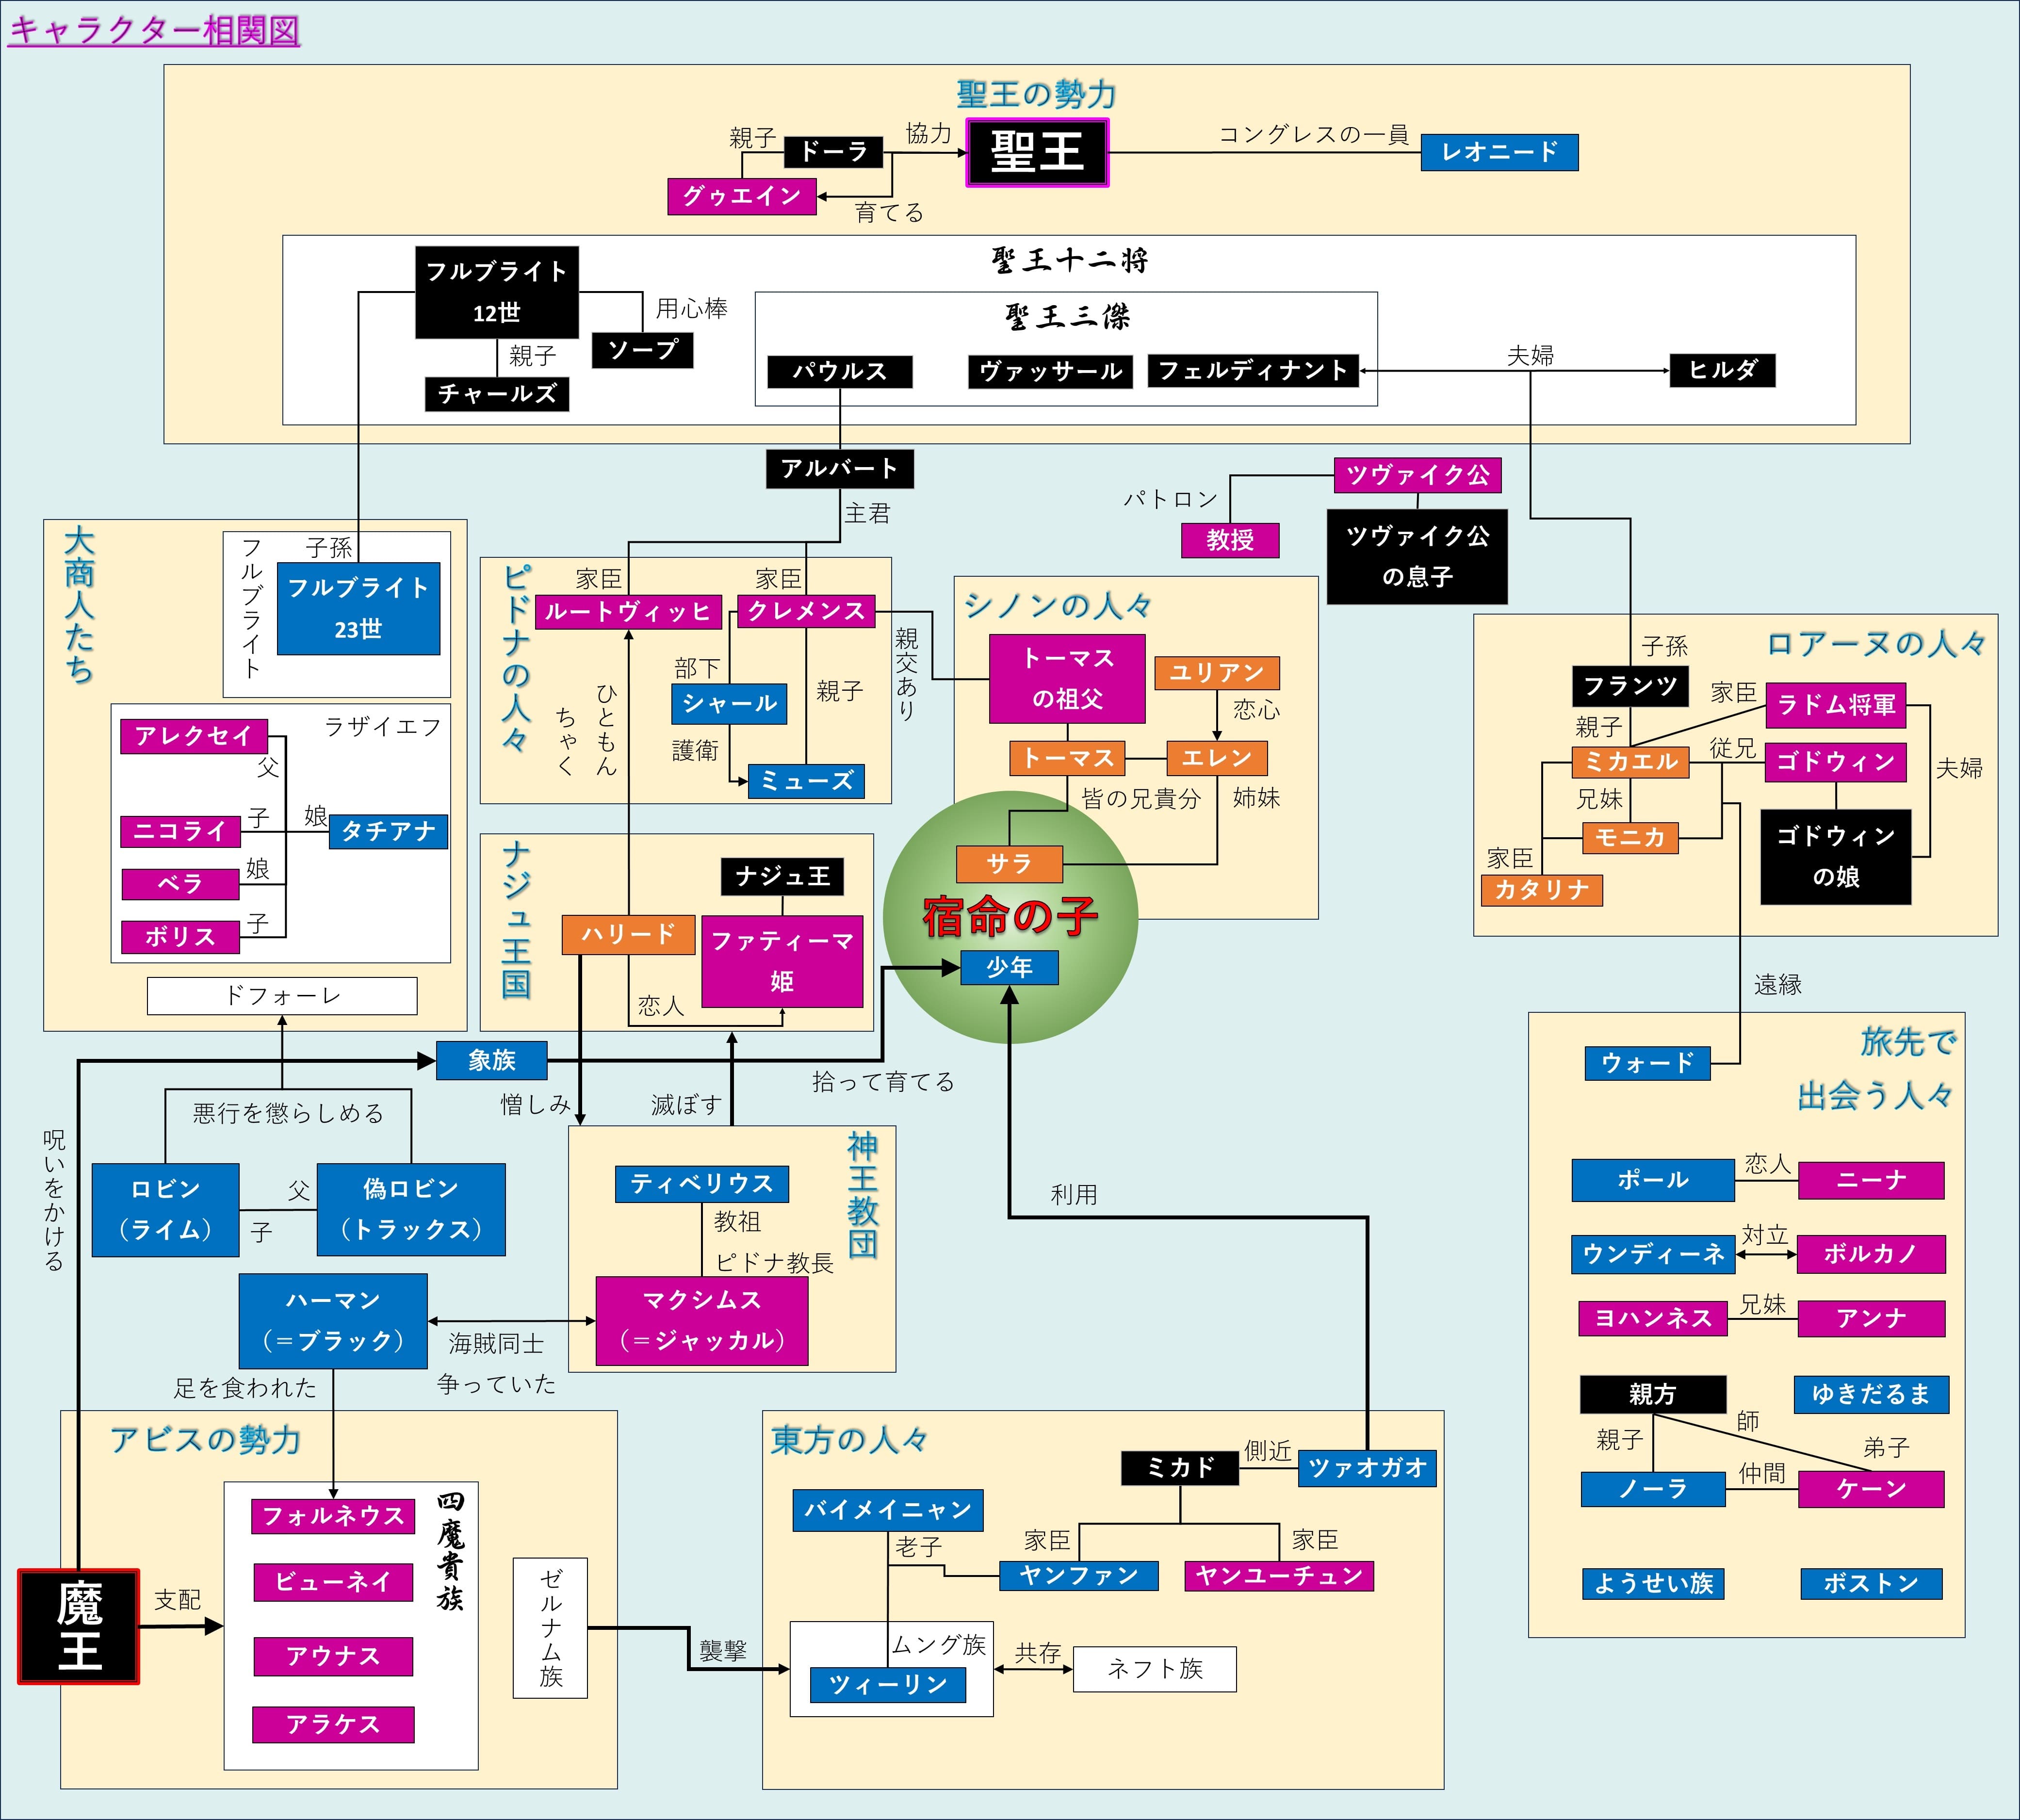 キャラクター相関図
聖王の勢力
親子
ドーラ
協力
聖王
コングレスの一員
レオニード
グゥエイン
育てる
聖王十二将
フルブライト
12世
用心棒
ソープ
親子
チャールズ
聖王三傑
パウルス
ヴァッサール
フェルディナント
夫婦
ヒルダ
アルバート
主君
ツヴァイク公
パトロン
教授
ツヴァイク公
の息子
大商人たち
フルブライト
子孫
フルブライト
23世
ラザイエフ
アレクセイ
父
ニコライ
子
娘
タチアナ
ベラ
娘
ボリス
子
ドフォーレ
ピドナの人々
家臣
家臣
ルートヴィッヒ
クレメンス
部下
シャール
親子
護衛
ミューズ
ひともん
ちゃく
親交あり
シノンの人々
トーマス
の祖父
ユリアン
恋心
トーマス
エレン
皆の兄貴分
姉妹
サラ
宿命の子
少年
ロアーヌの人々
子孫
フランツ
家臣
ラドム将軍
親子
ミカエル
従兄
ゴドウィン
夫婦
兄妹
モニカ
ゴドウィン
の娘
家臣
カタリナ
遠縁
ナジュ王国
ナジュ王
ハリード
ファティーマ
姫
恋人
象族
拾って育てる
憎しみ
滅ぼす
悪行を懲らしめる
呪いをかける
ロビン
（ライム）
父
子
偽ロビン
（トラックス）
神王教団
ティベリウス
教祖
ピドナ教長
マクシムス
（＝ジャッカル）
ハーマン
（＝ブラック）
海賊同士
争っていた
足を食われた
利用
旅先で
出会う人々
ウォード
ポール
恋人
ニーナ
ウンディーネ
対立
ボルカノ
ヨハンネス
兄妹
アンナ
親方
ゆきだるま
師
親子
弟子
ノーラ
仲間
ケーン
ようせい族
ボストン
アビスの勢力
四魔貴族
フォルネウス
ビューネイ
アウナス
アラケス
魔王
支配
ゼルナム族
襲撃
東方の人々
ミカド
側近
ツァオガオ
バイメイニャン
老子
家臣
家臣
ヤンファン
ヤンユーチュン
ムング族
ツィーリン
共存
ネフト族